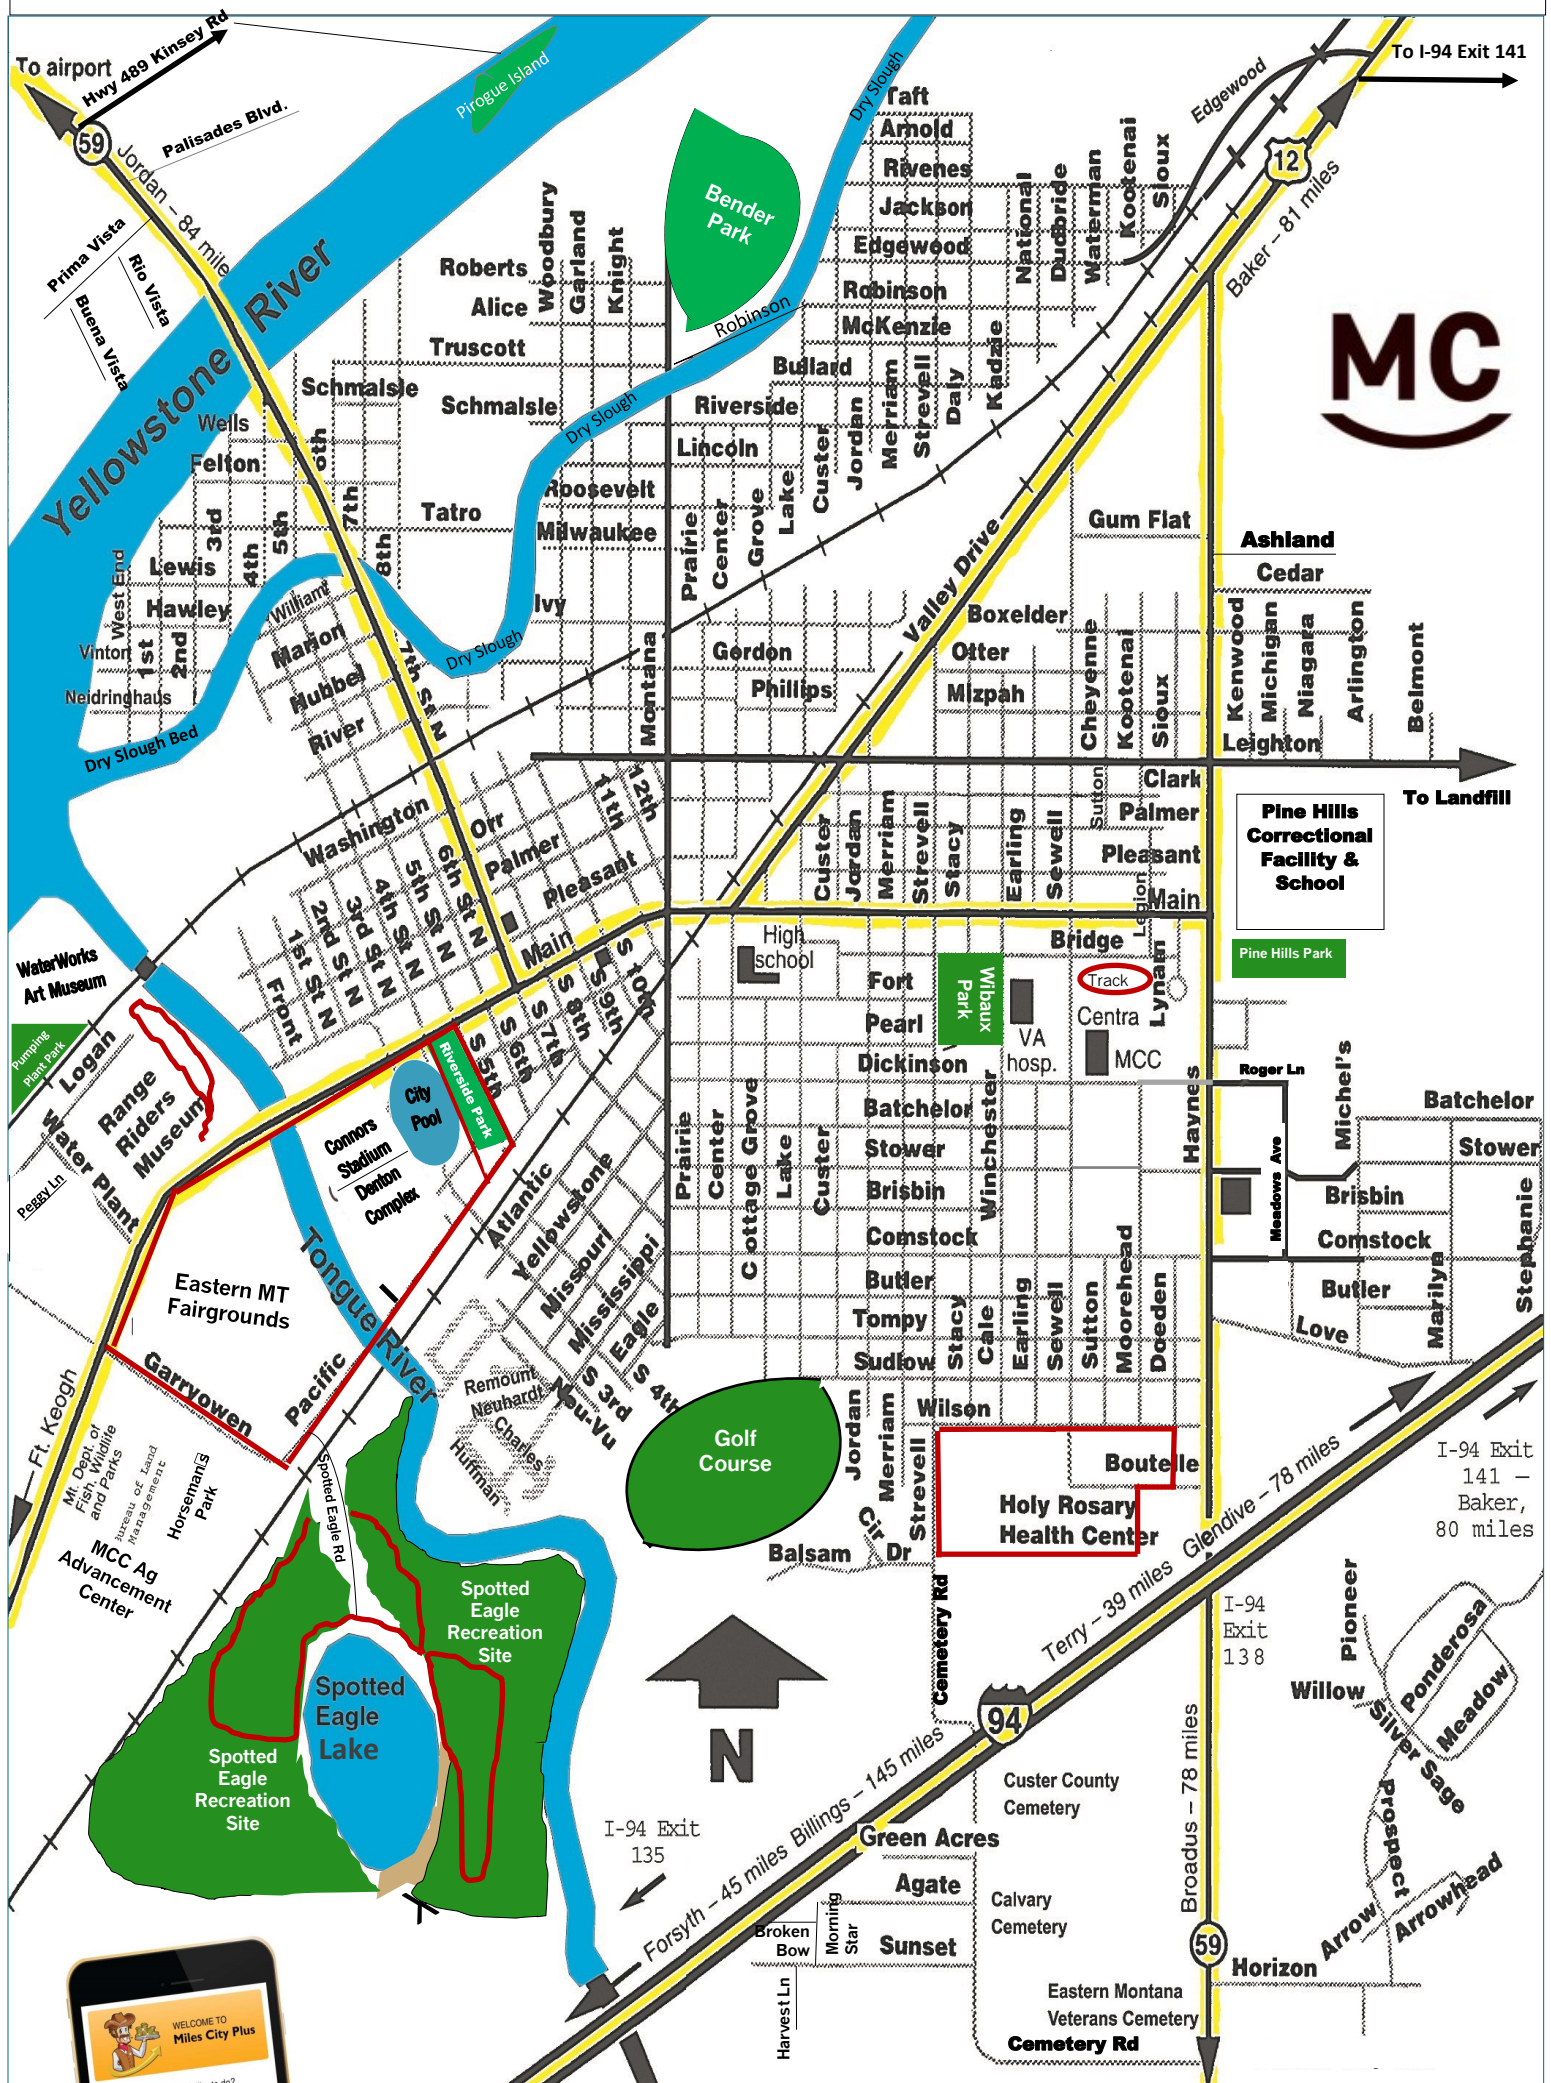 To airport
Hwy 489 Kinsey Rd
59
Palisades Blvd.
Jordan – 84 mile
Prima Vista
Rio Vista
Buena Vista
Yellowstone River
Pirogue Island
Bender
Park
Dry Slough
Taft
Arnold
Rivenes
Jackson
Edgewood
Robinson
McKenzie
Bullard
Riverside
Lincoln
National
Dudbride
Waterman
Kootenai
Sioux
Edgewood
To I-94 Exit 141
12
Baker – 81 miles
MC
Roberts
Alice
Truscott
Schmalsle
Schmalsle
Woodbury
Garland
Knight
Robinson
Dry Slough
Wells
Felton
Tatro
Roosevelt
Milwaukee
Ivy
Lewis
Hawley
Vinton
Neidringhaus
West End
1st
2nd
3rd
4th
5th
6th
7th
8th
William
Marion
Hubbel
River
7th St N
Dry Slough
Dry Slough Bed
Montana
Prairie
Center
Grove
Lake
Custer
Jordan
Merriam
Strevell
Daly
Kadzie
Valley Drive
Gordon
Phillips
Gum Flat
Boxelder
Otter
Mizpah
Cheyenne
Kootenai
Sioux
Ashland
Cedar
Kenwood
Michigan
Niagara
Arlington
Belmont
Leighton
To Landfill
Clark
Palmer
Pleasant
Main
Sutton
Legion
Custer
Jordan
Merriam
Strevell
Stacy
Earling
Sewell
Pine Hills
Correctional
Facility &
School
Pine Hills Park
Washington
Orr
Palmer
Pleasant
Main
11th
12th
6th St N
5th St N
4th St N
3rd St N
2nd St N
1st St N
Front
S 10th
S 9th
S 8th
S 7th
S 6th
S 5th
High
school
Fort
Pearl
Dickinson
Batchelor
Stower
Brisbin
Comstock
Butler
Tompy
Sudlow
Wilson
Wibaux
Park
VA
hosp.
Bridge
Track
Centra
MCC
Lynam
Haynes
Roger Ln
Meadows Ave
Michel's
Batchelor
Stower
Brisbin
Comstock
Butler
Love
Marilyn
Stephanie
WaterWorks
Art Museum
Pumping
Plant Park
Logan
Water Plant
Peggy Ln
Range
Riders
Museum
Riverside Park
City
Pool
Connors
Stadium
Denton
Complex
Tongue River
Eastern MT
Fairgrounds
Garryowen
Pacific
Atlantic
Yellowstone
Missouri
Mississippi
Eagle
S 3rd
S 4th
Remount
Neuhardt
Charles
Huffman
Nou-Vu
Prairie
Center
Cottage Grove
Lake
Custer
Winchester
Stacy
Cale
Earling
Sewell
Sutton
Moorehead
Doeden
Ft. Keogh
Mt. Dept. of
Fish, Wildlife
and Parks
Bureau of Land
Management
Horseman's
Park
MCC Ag
Advancement
Center
Spotted Eagle Rd
Spotted
Eagle
Recreation
Site
Spotted
Eagle
Lake
Spotted
Eagle
Recreation
Site
Golf
Course
Jordan
Merriam
Strevell
Balsam
Cir
Dr
Boutelle
Holy Rosary
Health Center
Cemetery Rd
N
94
Forsyth – 45 miles Billings – 145 miles
Terry – 39 miles Glendive – 78 miles
I-94 Exit
141 –
Baker,
80 miles
I-94
Exit
138
I-94 Exit
135
Pioneer
Willow
Ponderosa
Meadow
Silver Sage
Prospect
Arrow
Arrowhead
Horizon
Broadus – 78 miles
59
Custer County
Cemetery
Green Acres
Agate
Calvary
Cemetery
Broken
Bow
Morning
Star
Sunset
Harvest Ln
Eastern Montana
Veterans Cemetery
Cemetery Rd
WELCOME TO
Miles City Plus